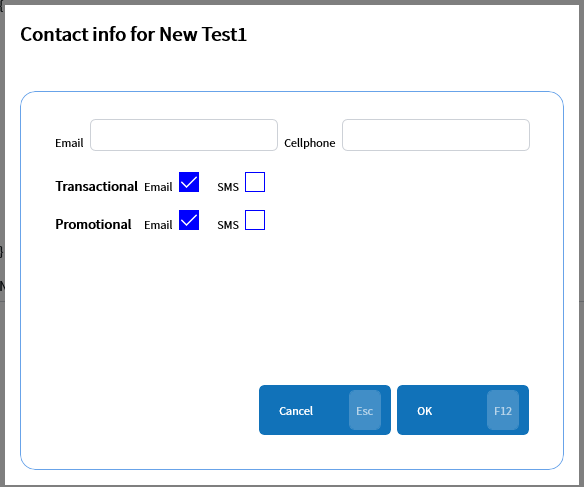 Contact info for New Test1
Email Cellphone
Transactional Email SMS
Promotional Email SMS
Cancel Esc OK F12